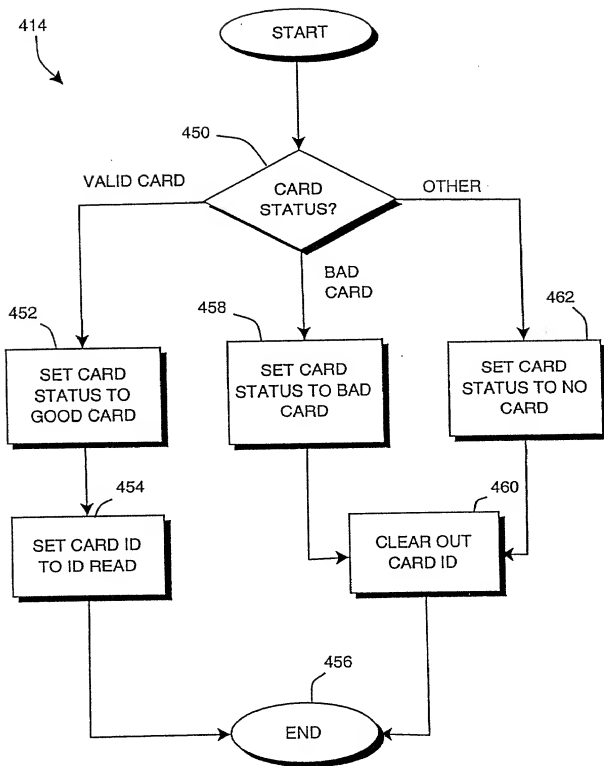 414
START
450
VALID CARD
CARD
STATUS?
OTHER
BAD
CARD
452
SET CARD
STATUS TO
GOOD CARD
458
SET CARD
STATUS TO BAD
CARD
462
SET CARD
STATUS TO NO
CARD
454
SET CARD ID
TO ID READ
460
CLEAR OUT
CARD ID
456
END